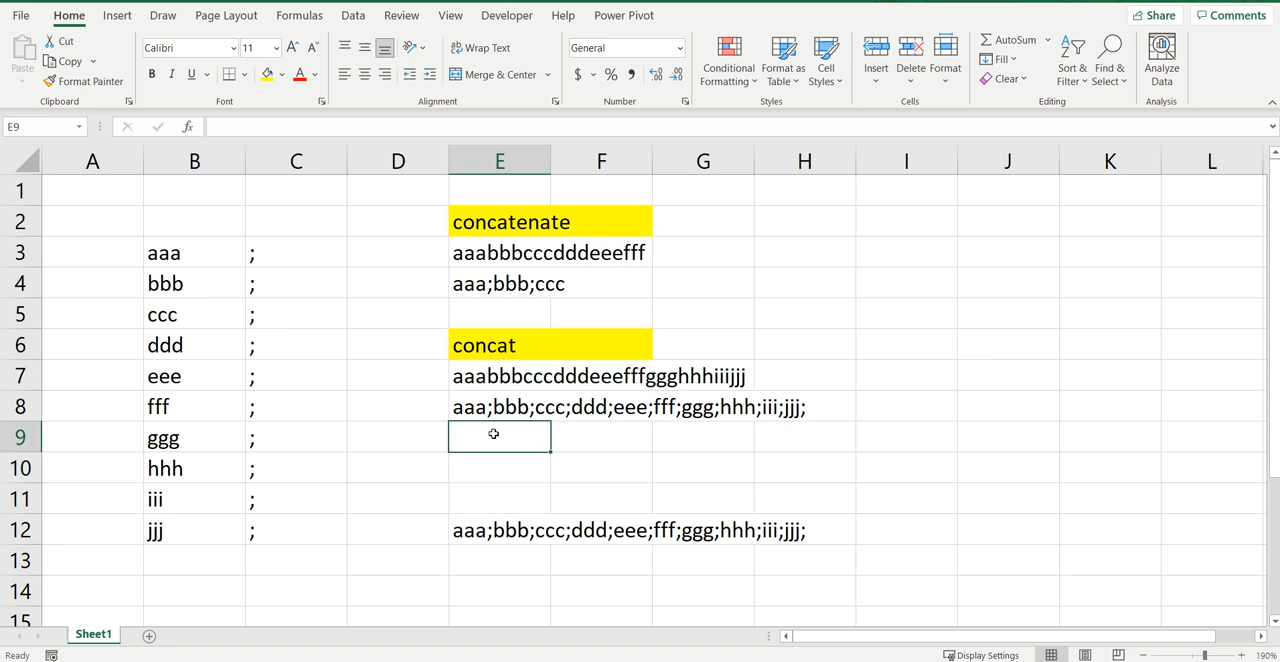 File Home Insert Draw Page Layout Formulas Data Review View Developer Help Power Pivot Share Comments
Paste Cut Copy Format Painter Clipboard
Calibri 11 A A B I U A Font
Wrap Text Merge & Center Alignment
General $ % Number
Conditional Formatting Format as Table Cell Styles Styles
Insert Delete Format Cells
AutoSum Fill Clear Sort & Filter Find & Select Editing
Analyze Data Analysis
E9 fx
A B C D E F G H I J K L
1
2 concatenate
3 aaa ; aaabbbcccdddeeefff
4 bbb ; aaa;bbb;ccc
5 ccc ;
6 ddd ; concat
7 eee ; aaabbbcccdddeeefffggghhhiiijjj
8 fff ; aaa;bbb;ccc;ddd;eee;fff;ggg;hhh;iii;jjj;
9 ggg ;
10 hhh ;
11 iii ;
12 jjj ; aaa;bbb;ccc;ddd;eee;fff;ggg;hhh;iii;jjj;
13
14
15
Sheet1
Ready Display Settings 190%